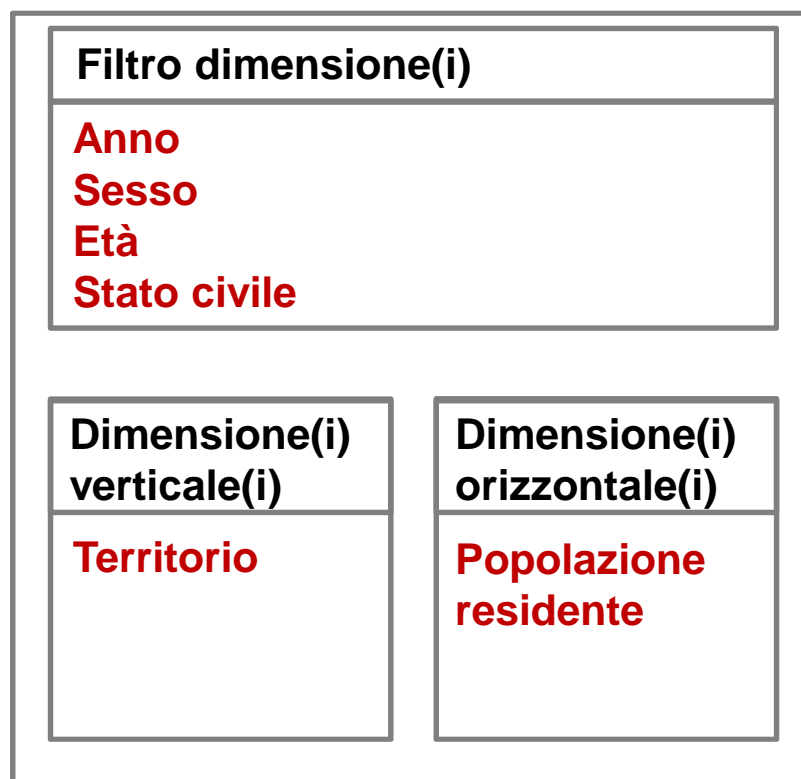 Filtro dimensione(i)
Anno
Sesso
Età
Stato civile
Dimensione(i)
verticale(i)
Territorio
Dimensione(i)
orizzontale(i)
Popolazione
residente